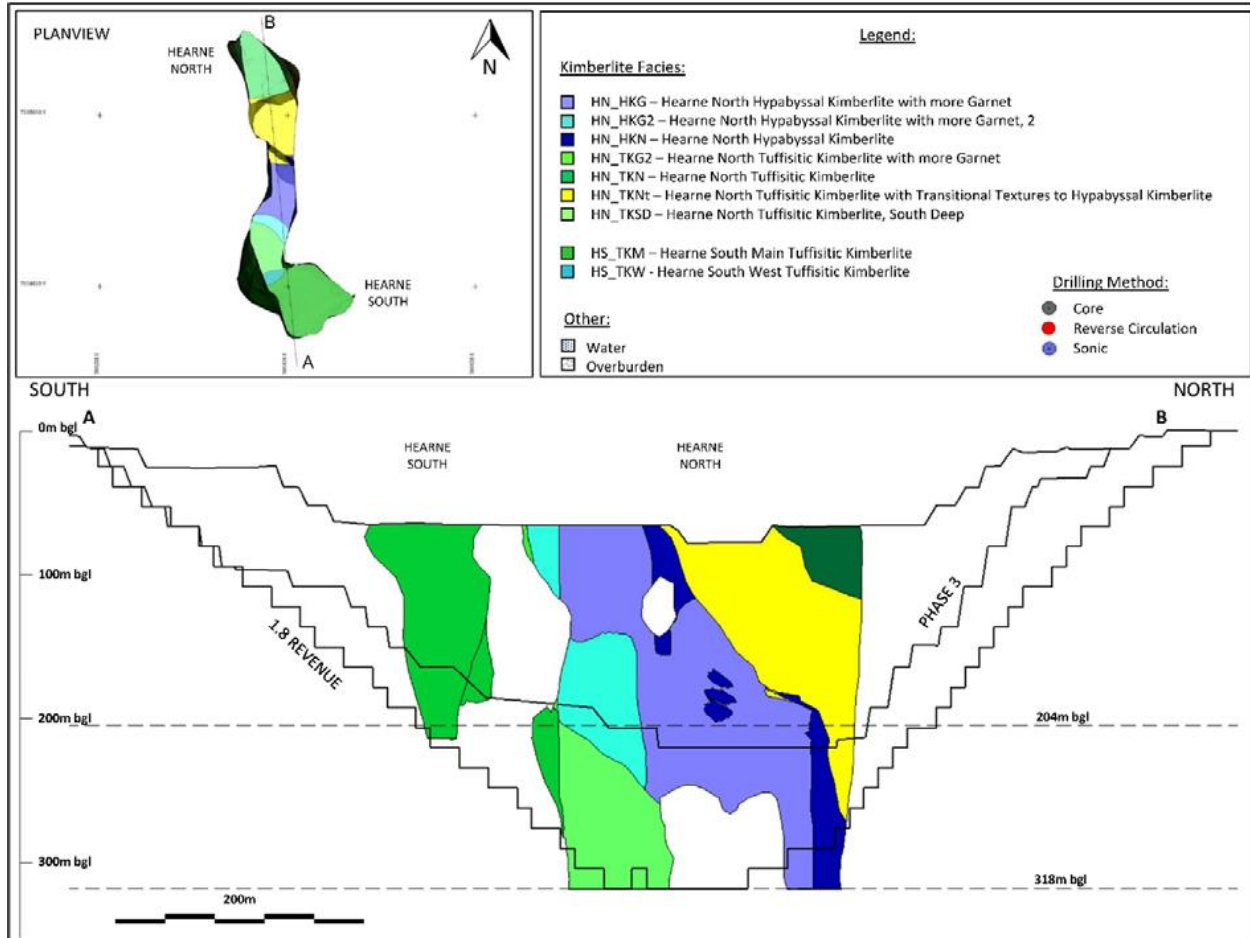 PLANVIEW
B
HEARNE
NORTH
N
HEARNE
SOUTH
A
Legend:
Kimberlite Facies:
HN_HKG – Hearne North Hypabyssal Kimberlite with more Garnet
HN_HKG2 – Hearne North Hypabyssal Kimberlite with more Garnet, 2
HN_HKN – Hearne North Hypabyssal Kimberlite
HN_TKG2 – Hearne North Tuffisitic Kimberlite with more Garnet
HN_TKN – Hearne North Tuffisitic Kimberlite
HN_TKNt – Hearne North Tuffisitic Kimberlite with Transitional Textures to Hypabyssal Kimberlite
HN_TKSD – Hearne North Tuffisitic Kimberlite, South Deep
HS_TKM – Hearne South Main Tuffisitic Kimberlite
HS_TKW - Hearne South West Tuffisitic Kimberlite
Other:
Water
Overburden
Drilling Method:
Core
Reverse Circulation
Sonic
SOUTH
NORTH
A
B
0m bgl
HEARNE
SOUTH
HEARNE
NORTH
100m bgl
PHASE 3
1.8 REVENUE
200m bgl
204m bgl
300m bgl
318m bgl
200m